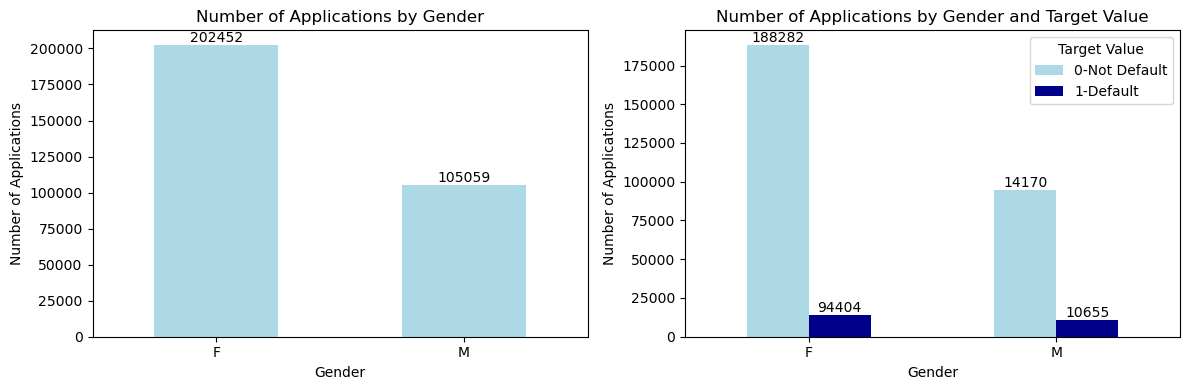 Number of Applications by Gender
Number of Applications
200000
175000
150000
125000
100000
75000
50000
25000
0
202452
105059
F
M
Gender
Number of Applications by Gender and Target Value
Number of Applications
175000
150000
125000
100000
75000
50000
25000
0
188282
94404
14170
10655
Target Value
0-Not Default
1-Default
F
M
Gender